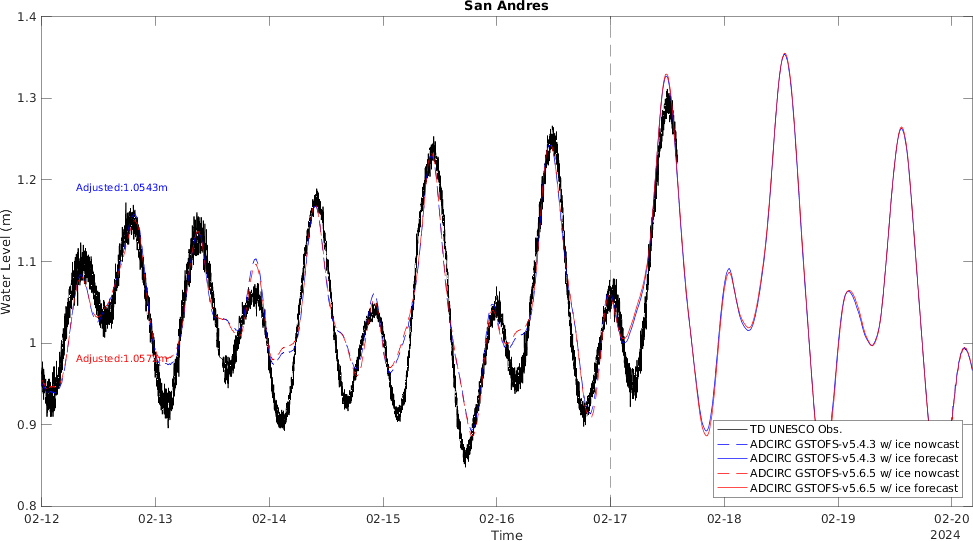 San Andres
1.4
1.3
1.2
1.1
1
0.9
0.8
Water Level (m)
Adjusted:1.0543m
Adjusted:1.0572m
TD UNESCO Obs.
ADCIRC GSTOFS-v5.4.3 w/ ice nowcast
ADCIRC GSTOFS-v5.4.3 w/ ice forecast
ADCIRC GSTOFS-v5.6.5 w/ ice nowcast
ADCIRC GSTOFS-v5.6.5 w/ ice forecast
02-12 02-13 02-14 02-15 02-16 02-17 02-18 02-19 02-20
Time
2024